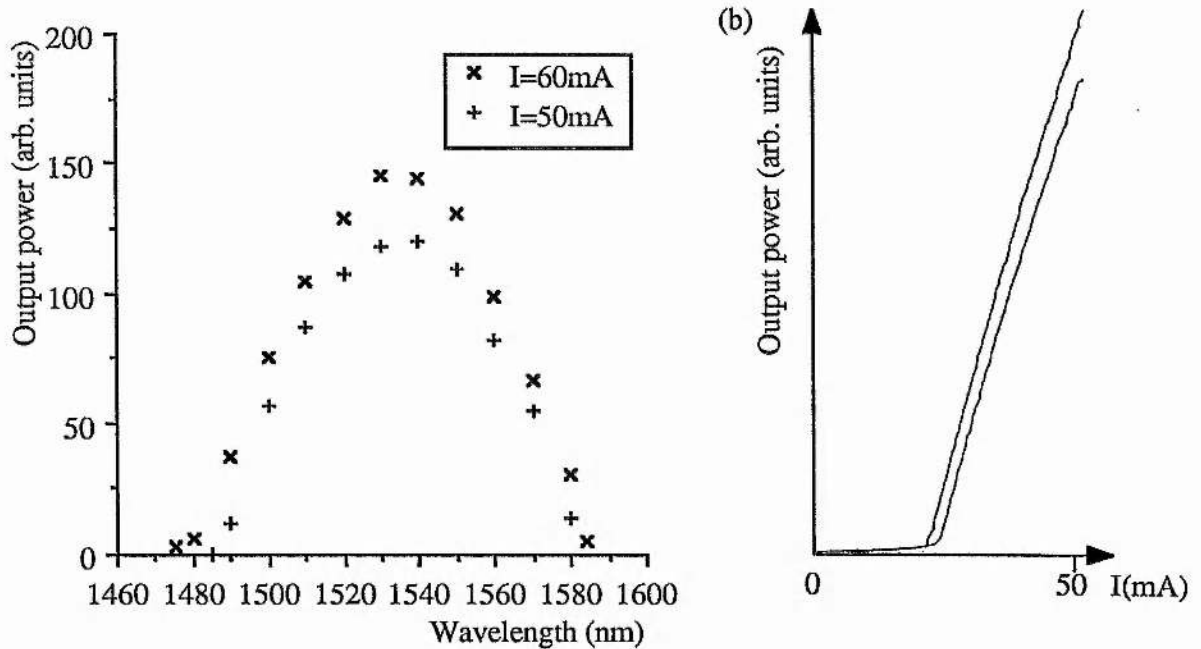 Output power (arb. units)
200
150
100
50
0
I=60mA
I=50mA
1460 1480 1500 1520 1540 1560 1580 1600
Wavelength (nm)
(b)
Output power (arb. units)
0
50
I(mA)